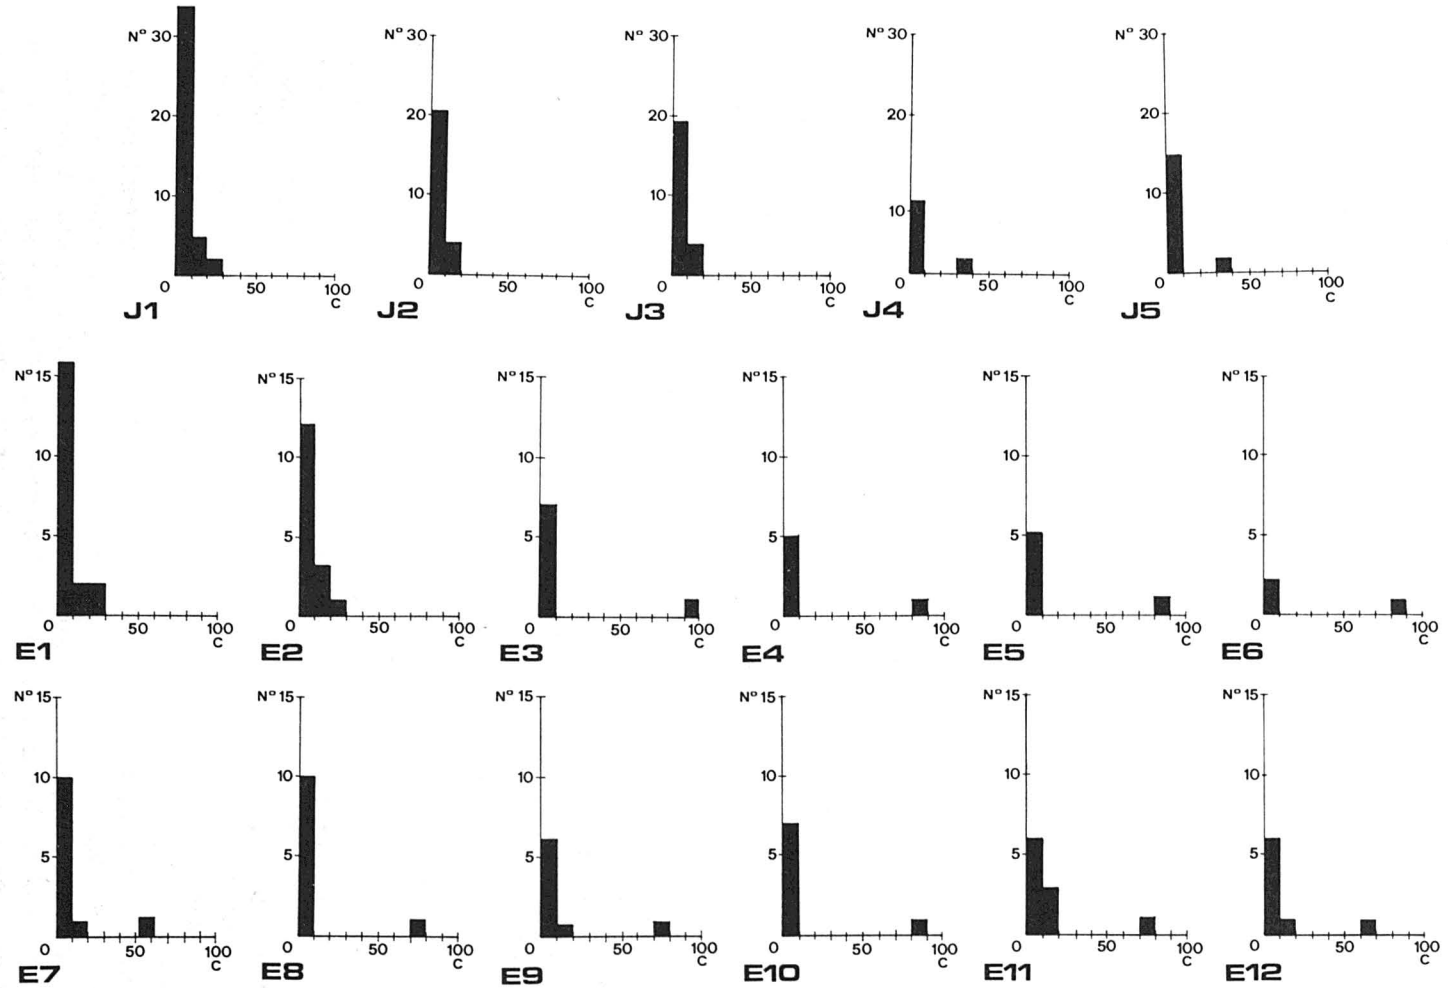 Nº 30 Nº 30 Nº 30 Nº 30 Nº 30
20 20 20 20 20
10 10 10 10 10
0 50 100 0 50 100 0 50 100 0 50 100 0 50 100
C C C C C
J1 J2 J3 J4 J5
Nº 15 Nº 15 Nº 15 Nº 15 Nº 15 Nº 15
10 10 10 10 10 10
5 5 5 5 5 5
0 50 100 0 50 100 0 50 100 0 50 100 0 50 100 0 50 100
C C C C C C
E1 E2 E3 E4 E5 E6
Nº 15 Nº 15 Nº 15 Nº 15 Nº 15 Nº 15
10 10 10 10 10 10
5 5 5 5 5 5
0 50 100 0 50 100 0 50 100 0 50 100 0 50 100 0 50 100
C C C C C C
E7 E8 E9 E10 E11 E12